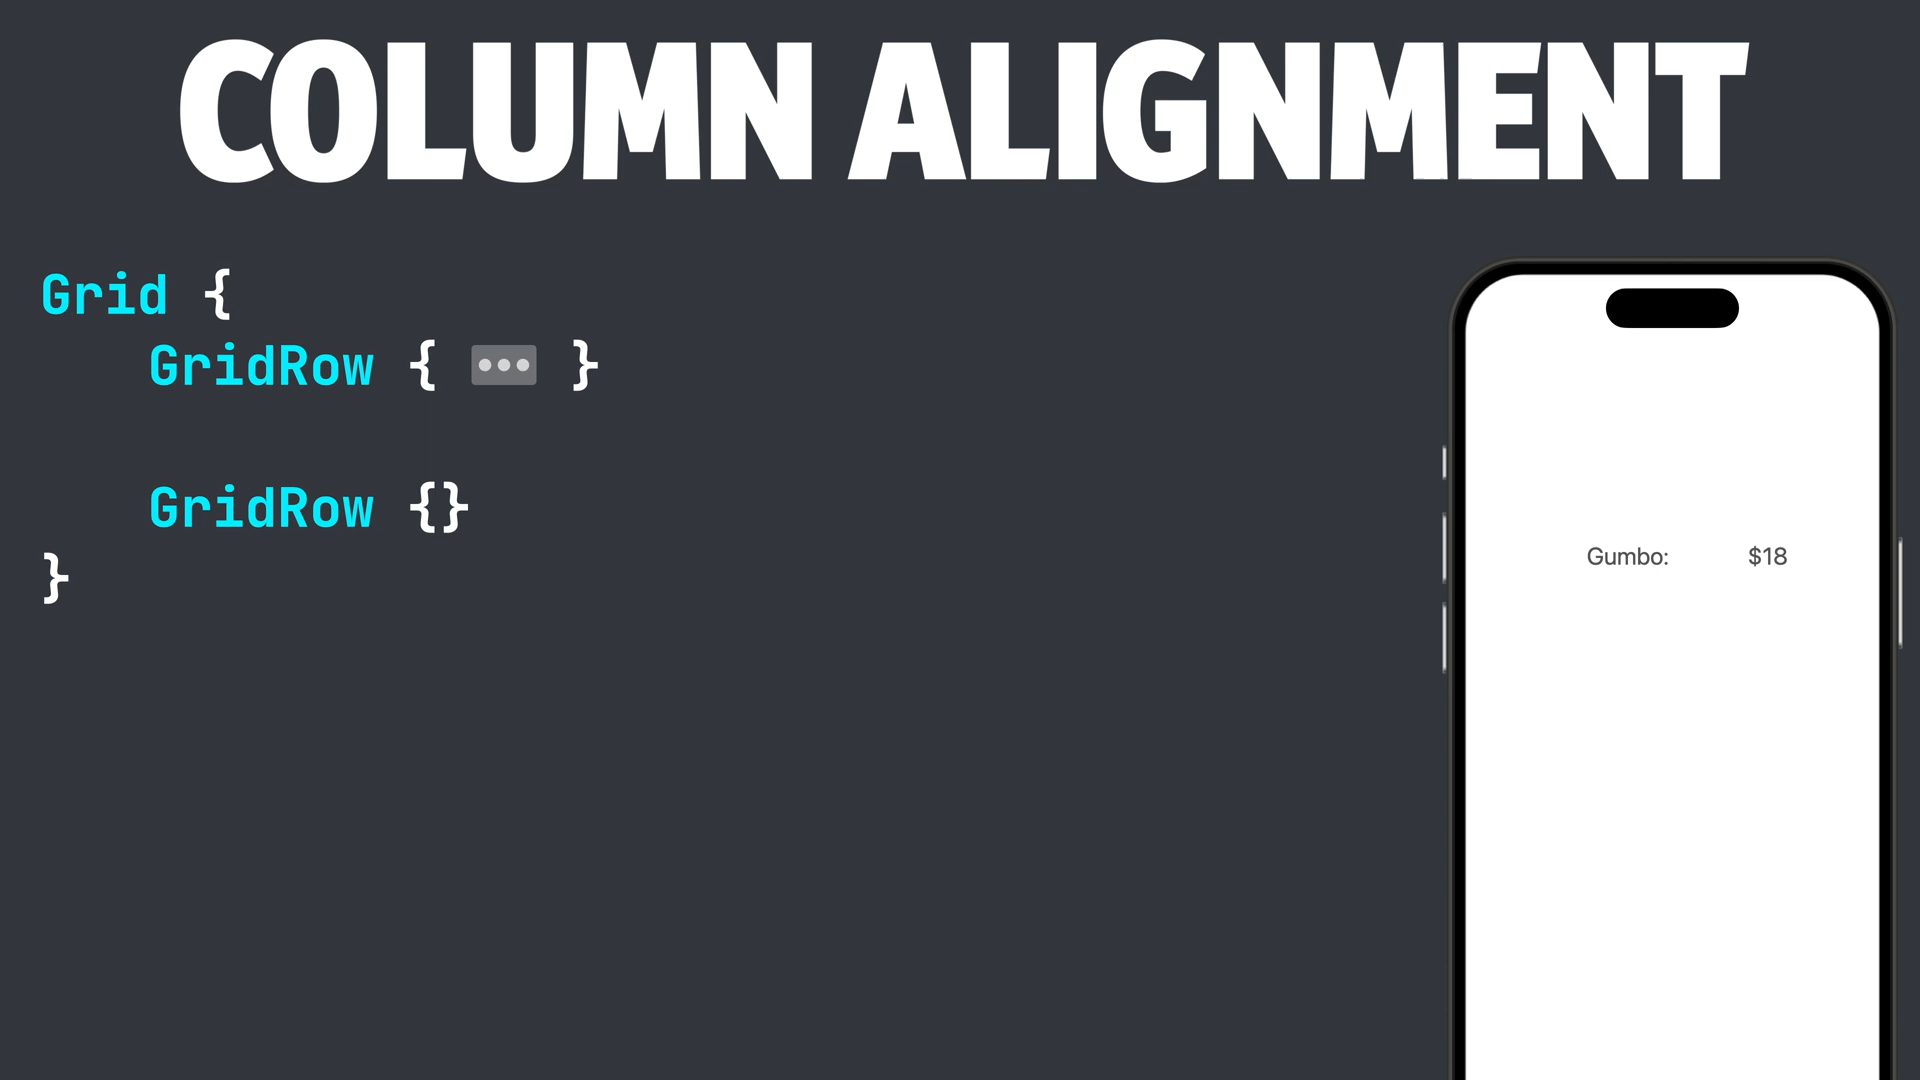 COLUMN ALIGNMENT
Grid {
    GridRow { ••• }
    GridRow {}
}
Gumbo: $18